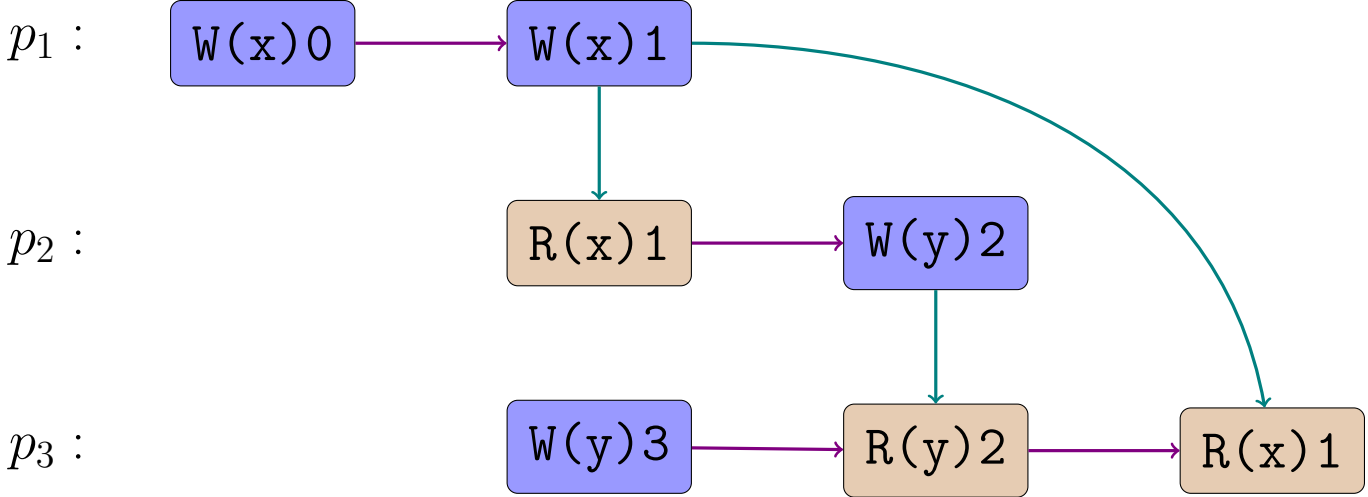 p₁ : W(x)0 W(x)1
p₂ : R(x)1 W(y)2
p₃ : W(y)3 R(y)2 R(x)1